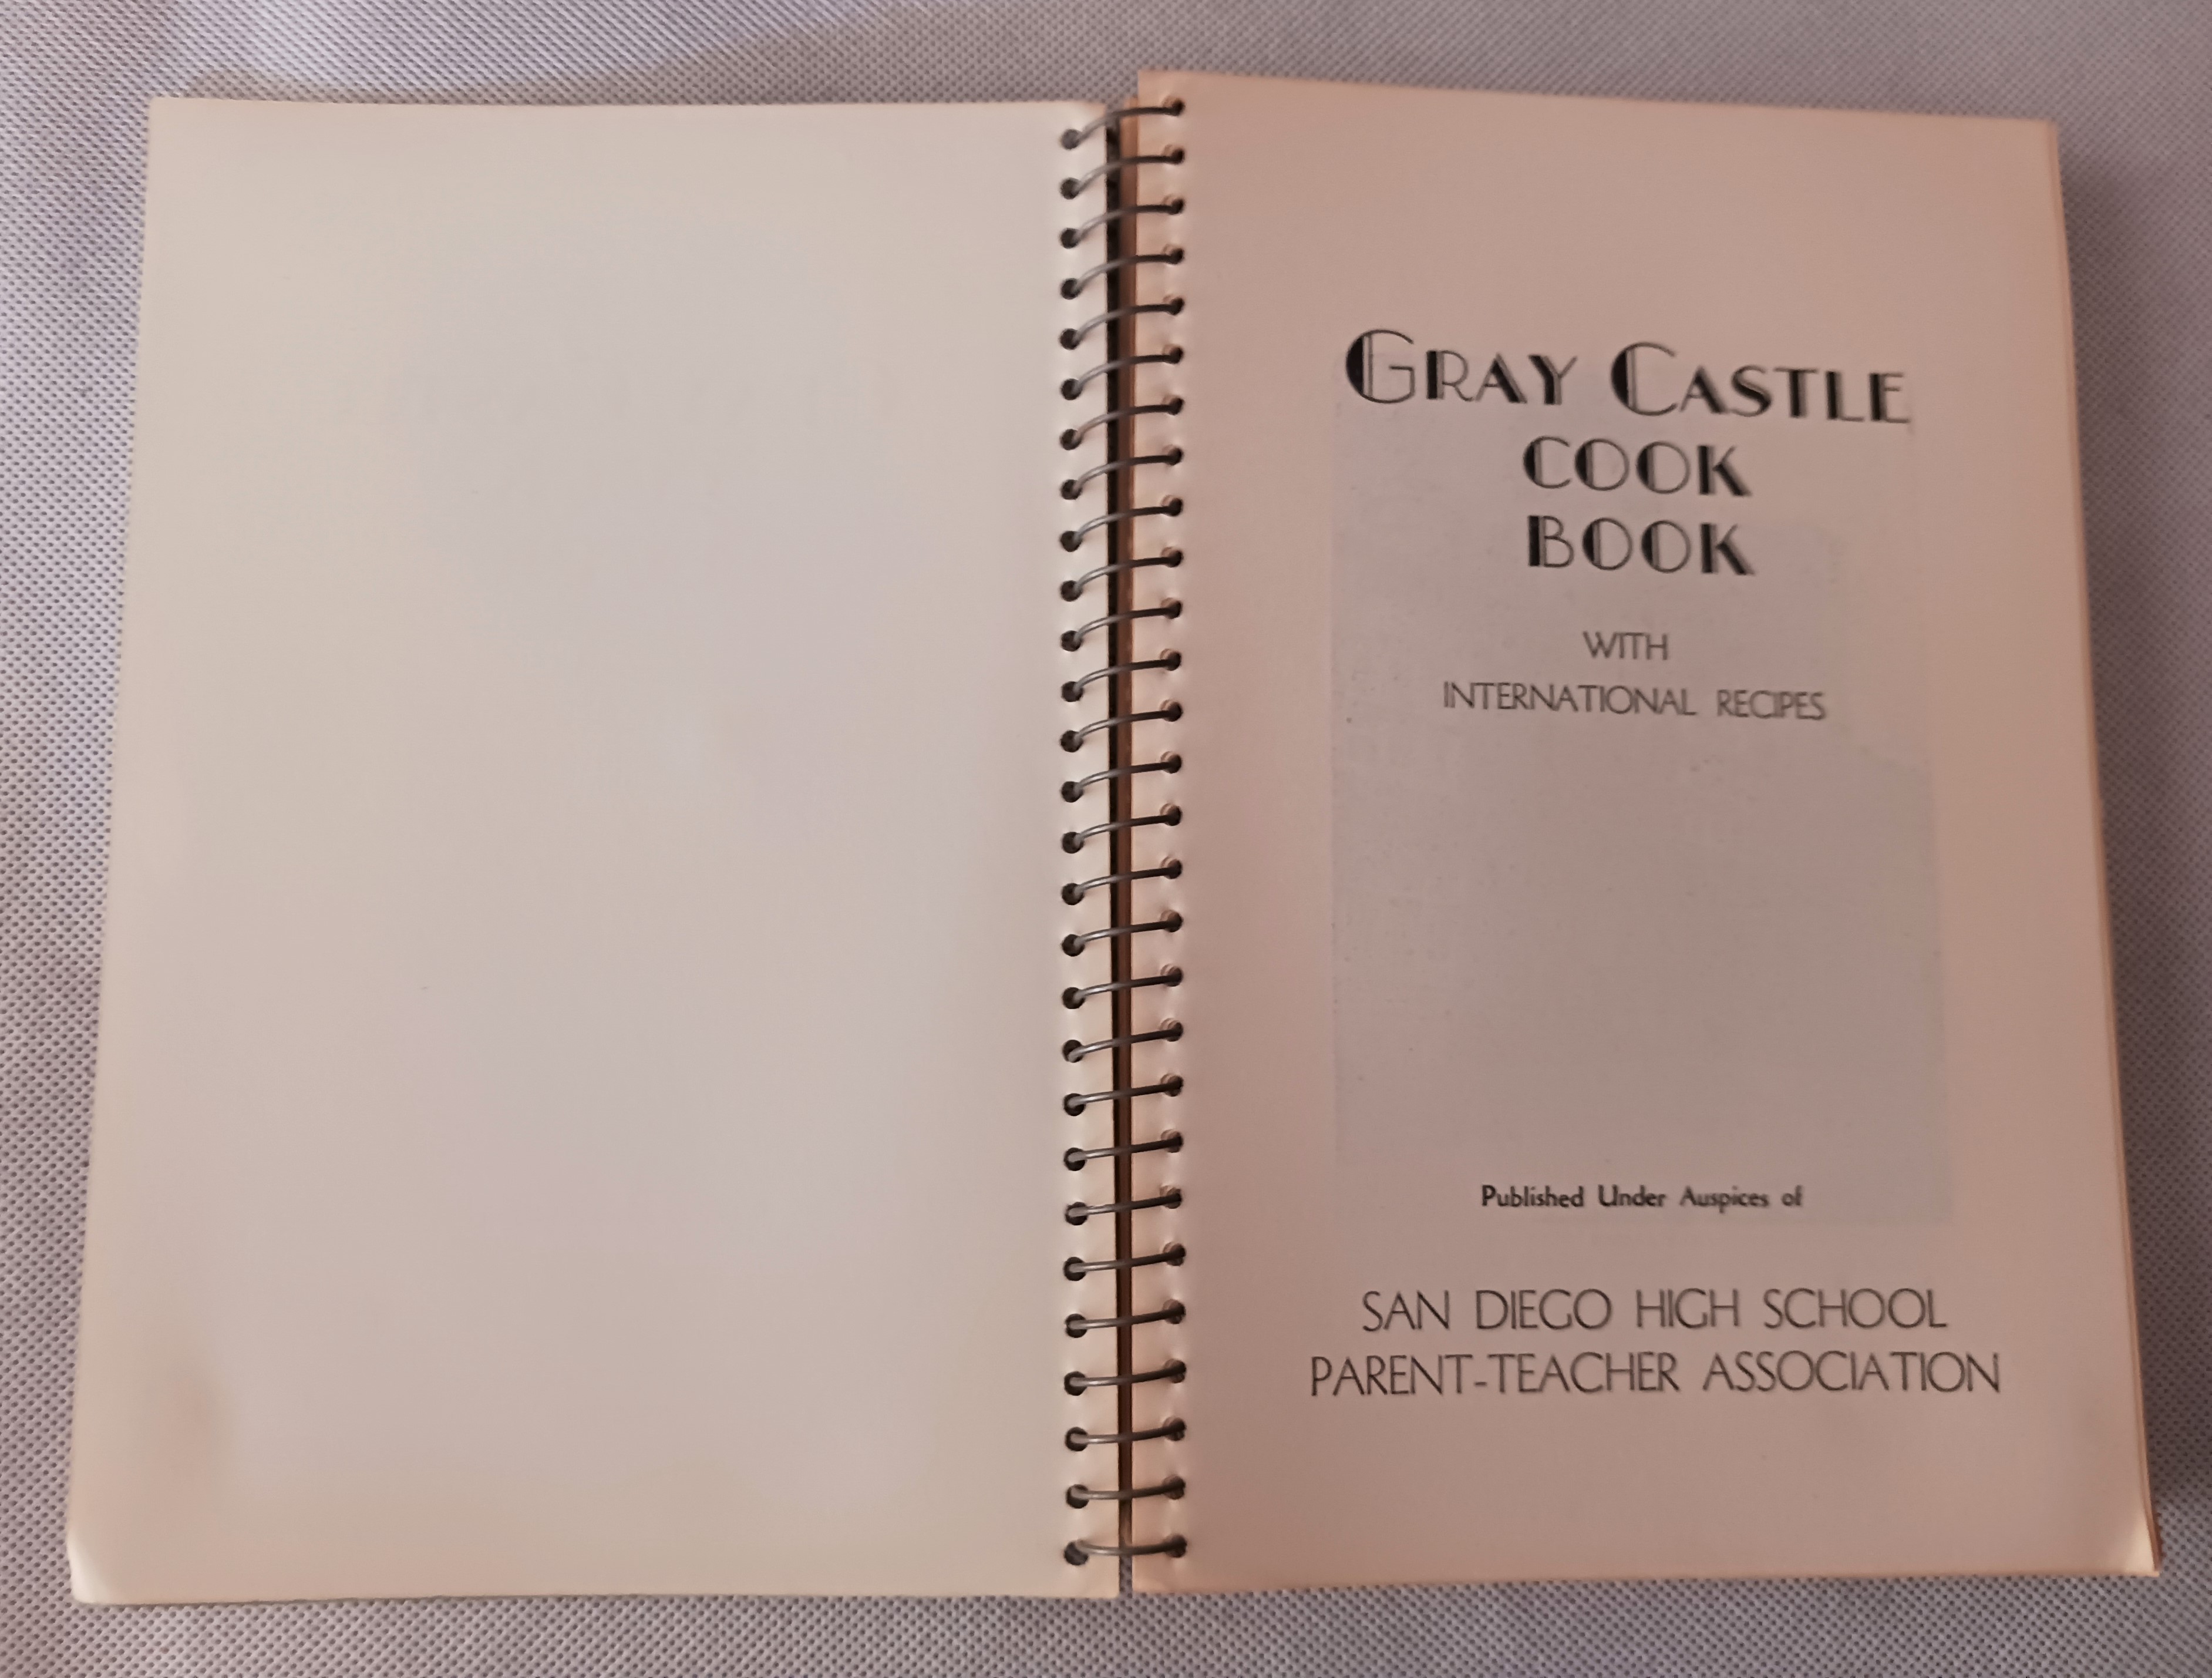 GRAY CASTLE
COOK
BOOK
WITH
INTERNATIONAL RECIPES
Published Under Auspices of
SAN DIEGO HIGH SCHOOL
PARENT-TEACHER ASSOCIATION